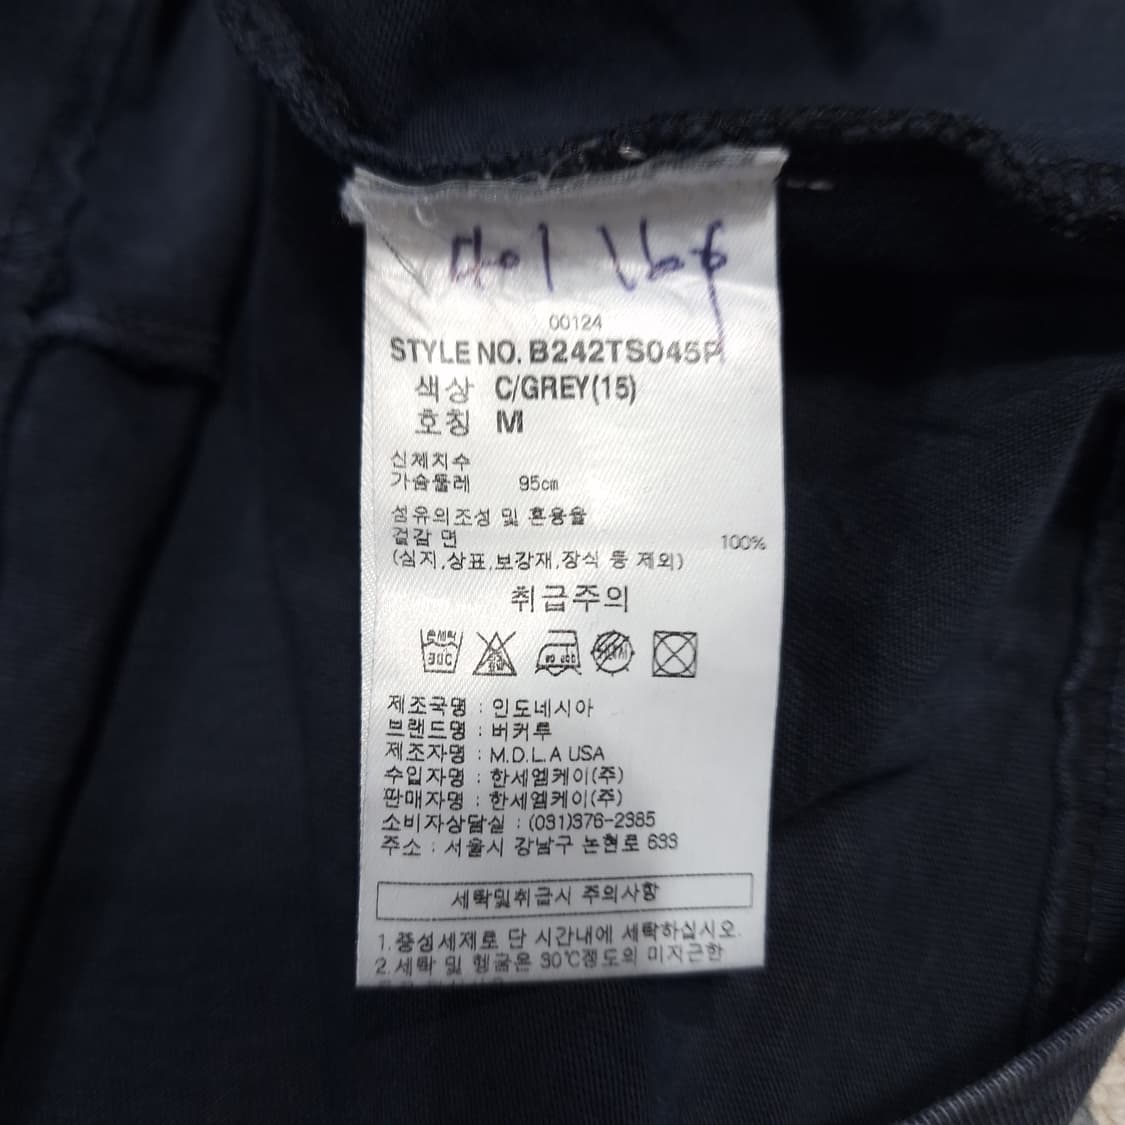 00124
STYLE NO. B242TS045P
색상 C/GREY(15)
호칭 M
신체치수
가슴둘레 95cm
섬유의조성 및 혼용율
겉감 면 100%
(심지,상표,보강재,장식 등 제외)
취급주의
손세탁
30℃
제조국명 : 인도네시아
브랜드명 : 버커루
제조자명 : M.D.L.A USA
수입자명 : 한세엠케이(주)
판매자명 : 한세엠케이(주)
소비자상담실 : (031)376-2385
주소 : 서울시 강남구 논현로 633
세탁및취급시 주의사항
1.중성세제로 단 시간내에 세탁하십시오.
2.세탁 및 헹굼은 30℃정도의 미지근한